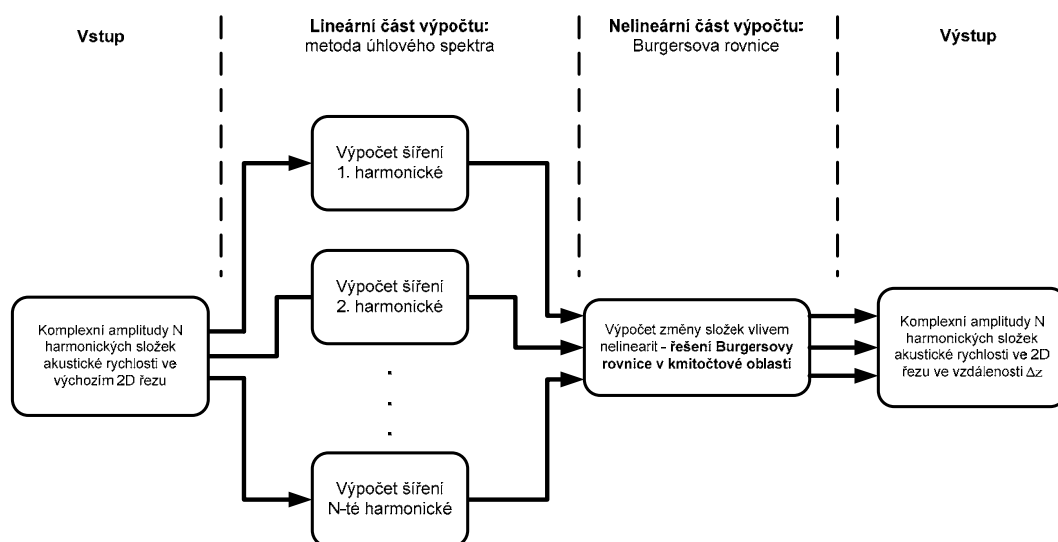 Vstup
Lineární část výpočtu:
metoda úhlového spektra
Nelineární část výpočtu:
Burgersova rovnice
Výstup
Výpočet šíření
1. harmonické
Výpočet šíření
2. harmonické
Komplexní amplitudy N
harmonických složek
akustické rychlosti ve
výchozím 2D řezu
Výpočet změny složek vlivem
nelinearit - řešení Burgersovy
rovnice v kmitočtové oblasti
Komplexní amplitudy N
harmonických složek
akustické rychlosti ve 2D
řezu ve vzdálenosti Δz
.
.
.
Výpočet šíření
N-té harmonické